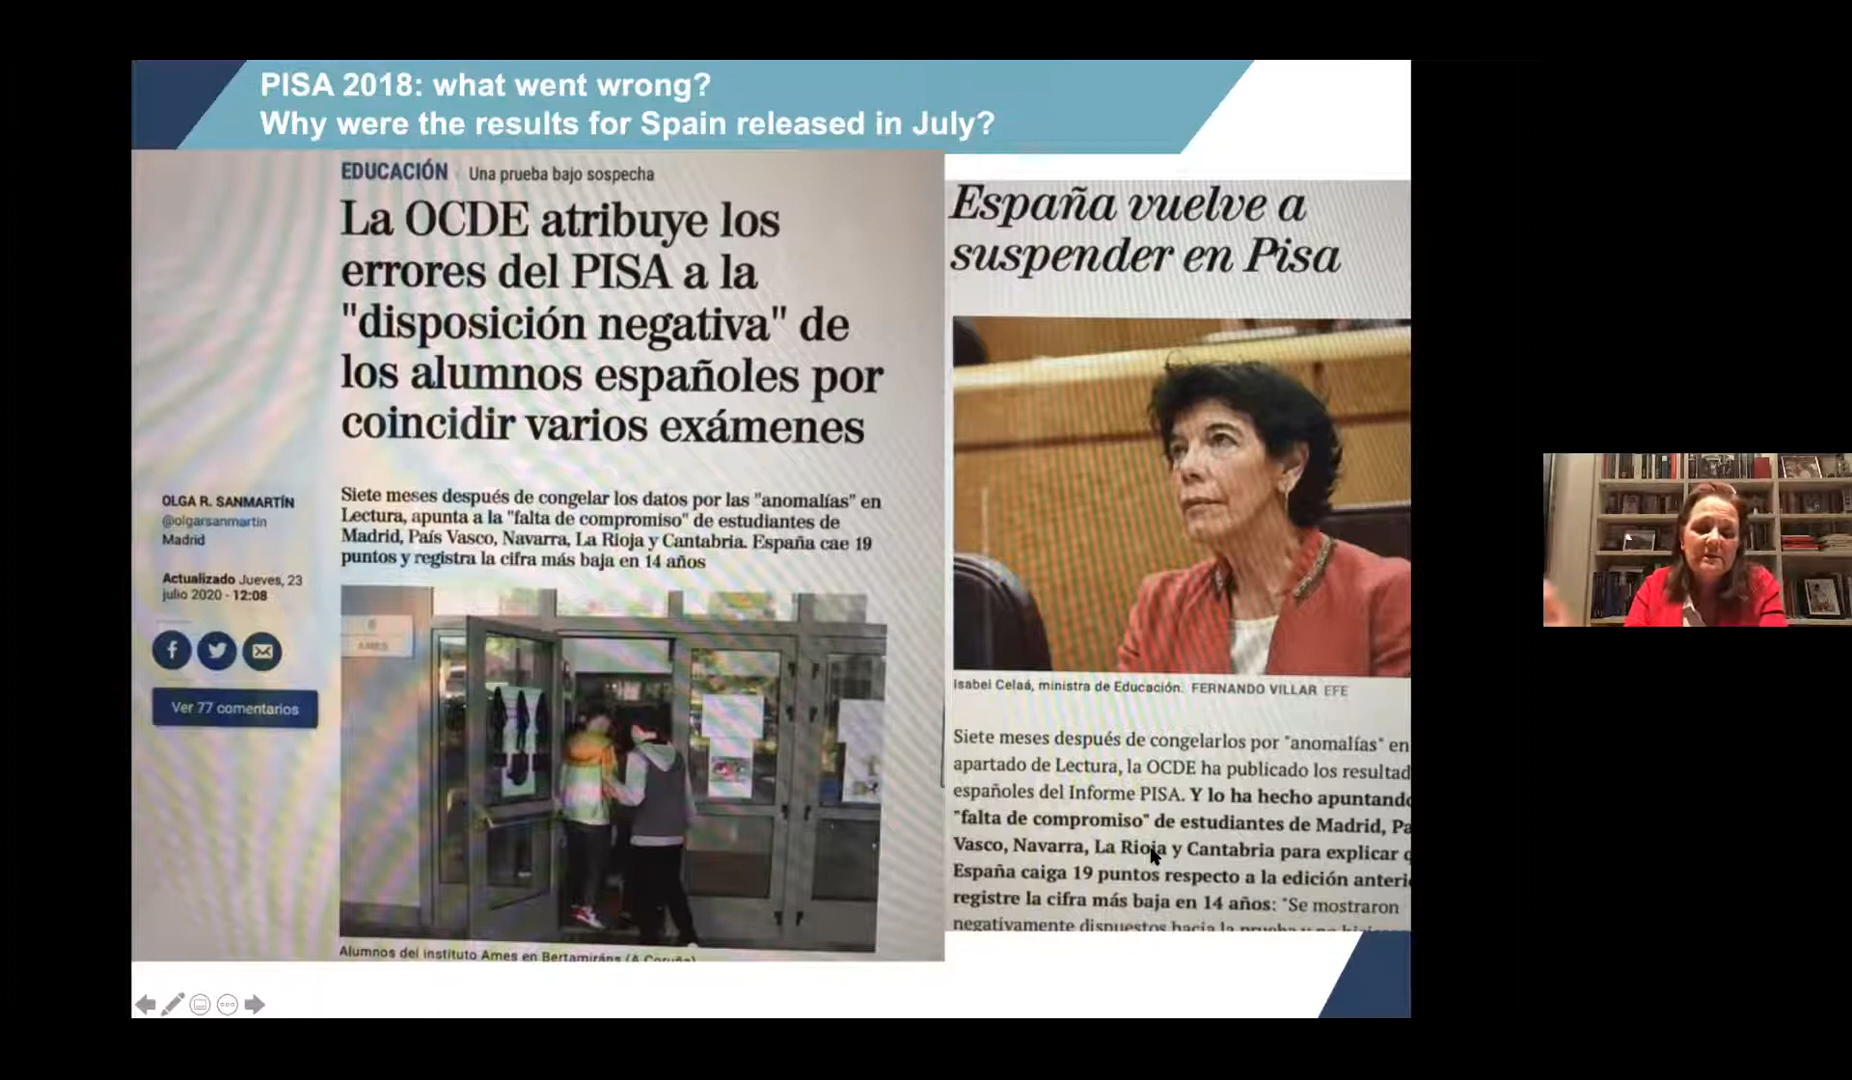 PISA 2018: what went wrong?
Why were the results for Spain released in July?
EDUCACIÓN Una prueba bajo sospecha
La OCDE atribuye los
errores del PISA a la
"disposición negativa" de
los alumnos españoles por
coincidir varios exámenes
OLGA R. SANMARTÍN
@olgarsanmartin
Madrid
Actualizado Jueves, 23
julio 2020 - 12:08
Ver 77 comentarios
Siete meses después de congelar los datos por las "anomalías" en
Lectura, apunta a la "falta de compromiso" de estudiantes de
Madrid, País Vasco, Navarra, La Rioja y Cantabria. España cae 19
puntos y registra la cifra más baja en 14 años
AMES
Alumnos del instituto Ames en Bertamiráns (A Coruña)
España vuelve a
suspender en Pisa
Isabel Celaá, ministra de Educación. FERNANDO VILLAR EFE
Siete meses después de congelarlos por "anomalías" en
apartado de Lectura, la OCDE ha publicado los resultad
españoles del Informe PISA. Y lo ha hecho apuntando
"falta de compromiso" de estudiantes de Madrid, Pa
Vasco, Navarra, La Rioja y Cantabria para explicar q
España caiga 19 puntos respecto a la edición anteri
registre la cifra más baja en 14 años: "Se mostraron
negativamente dispuestos hacia la prueba y no